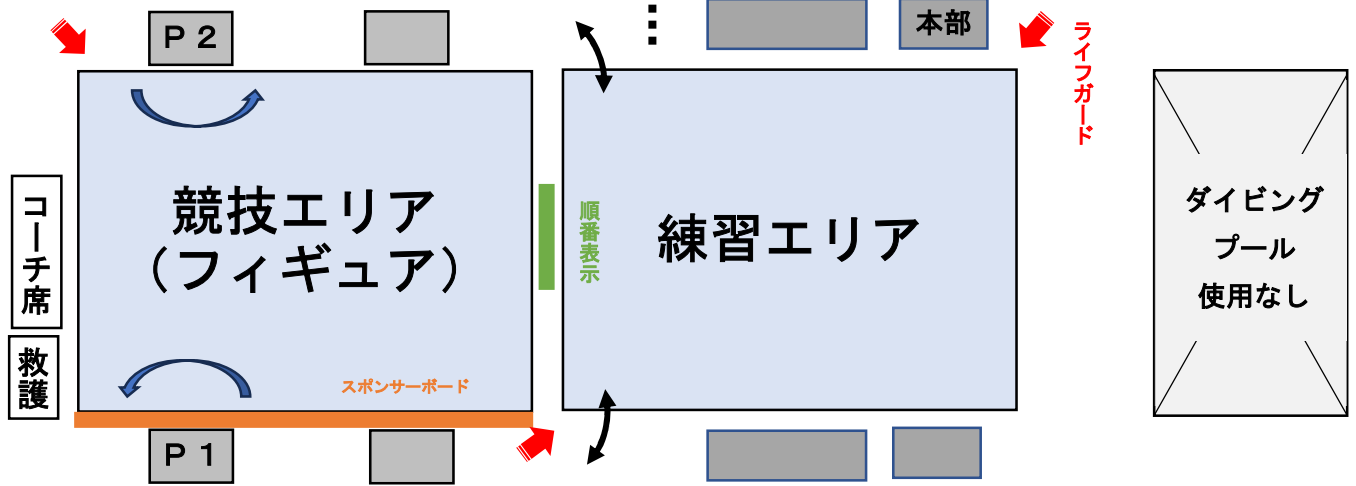 Ｐ２
本部
ライフガード
競技エリア
（フィギュア）
順番表示
練習エリア
ダイビング
プール
使用なし
コーチ席
救護
スポンサーボード
Ｐ１